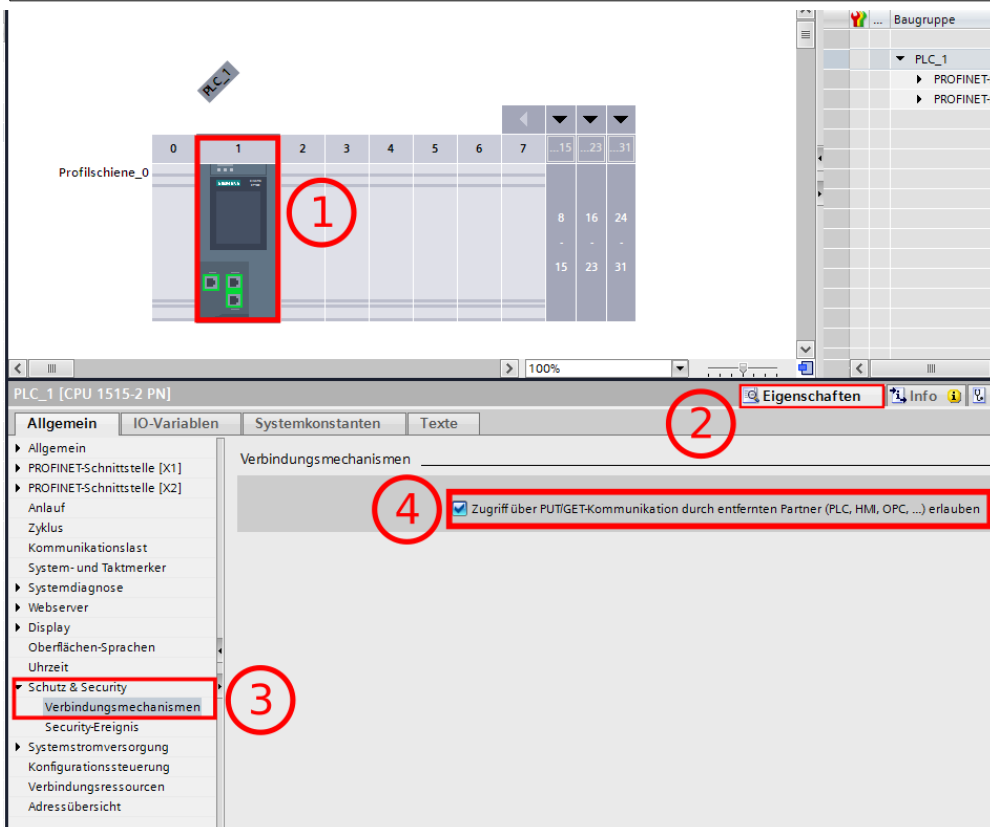 ... Baugruppe
PLC_1
PROFINET-
PROFINET-
PLC_1
0 1 2 3 4 5 6 7 ...15 ...23 ...31
Profilschiene_0
SIEMENS
1
8 16 24
- - -
15 23 31
100%
PLC_1 [CPU 1515-2 PN]
Eigenschaften
Info
2
Allgemein IO-Variablen Systemkonstanten Texte
Allgemein
PROFINET-Schnittstelle [X1]
PROFINET-Schnittstelle [X2]
Anlauf
Zyklus
Kommunikationslast
System- und Taktmerker
Systemdiagnose
Webserver
Display
Oberflächen-Sprachen
Uhrzeit
Schutz & Security
Verbindungsmechanismen
Security-Ereignis
Systemstromversorgung
Konfigurationssteuerung
Verbindungsressourcen
Adressübersicht
3
Verbindungsmechanismen
4
Zugriff über PUT/GET-Kommunikation durch entfernten Partner (PLC, HMI, OPC, ...) erlauben